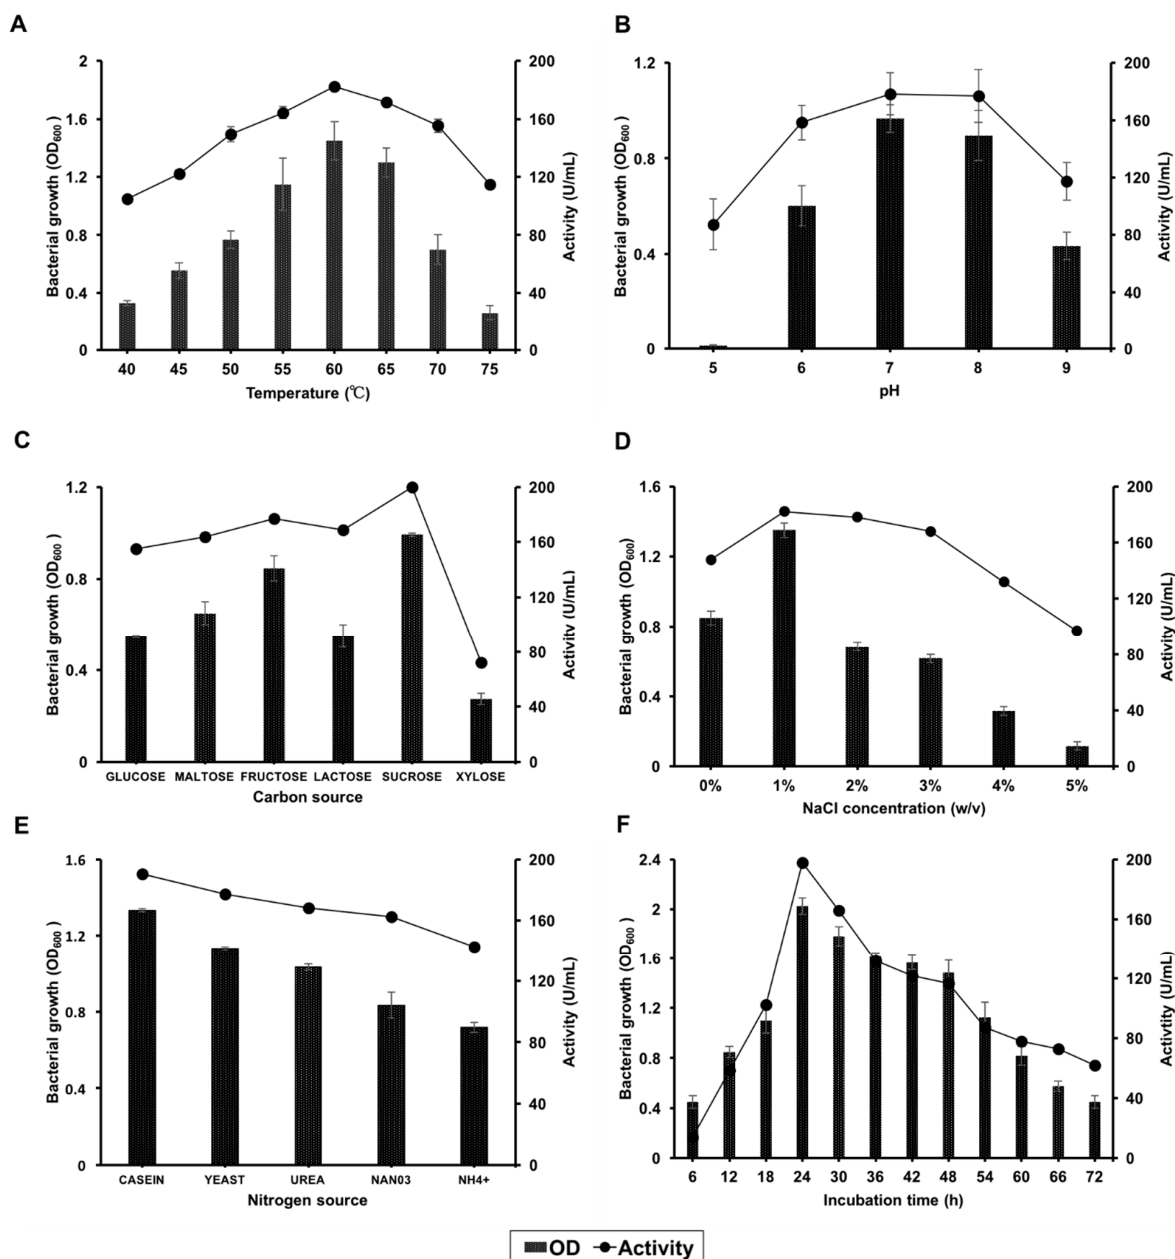 A
2
1.6
1.2
0.8
0.4
0
Bacterial growth (OD600 )
200
160
120
80
40
0
Activity (U/mL)
40 45 50 55 60 65 70 75
Temperature (℃)
B
1.2
0.8
0.4
0
Bacterial growth (OD600 )
200
160
120
80
40
0
Activity (U/mL)
5 6 7 8 9
pH
C
1.2
0.8
0.4
0
Bacterial growth (OD600 )
200
160
120
80
40
0
Activity (U/mL)
GLUCOSE MALTOSE FRUCTOSE LACTOSE SUCROSE XYLOSE
Carbon source
D
1.6
1.2
0.8
0.4
0
Bacterial growth (OD600)
200
160
120
80
40
0
Activity (U/mL)
0% 1% 2% 3% 4% 5%
NaCl concentration (w/v)
E
1.6
1.2
0.8
0.4
0
Bacterial growth (OD600 )
200
160
120
80
40
0
Activity (U/mL)
CASEIN YEAST UREA NAN03 NH4+
Nitrogen source
F
2.4
2
1.6
1.2
0.8
0.4
0
Bacterial growth (OD600 )
200
160
120
80
40
0
Activity (U/mL)
6 12 18 24 30 36 42 48 54 60 66 72
Incubation time (h)
OD Activity